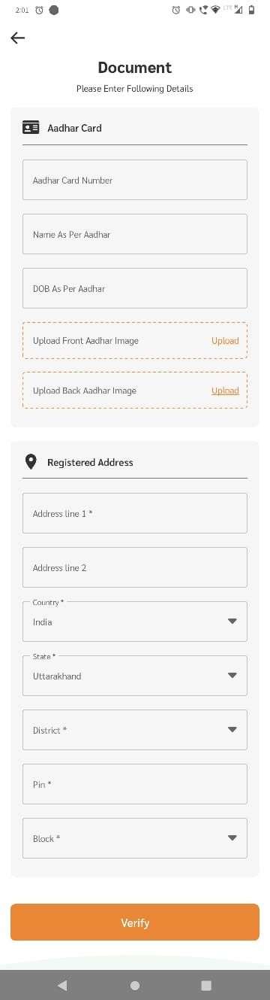 2:01
LTE
Document
Please Enter Following Details
Aadhar Card
Aadhar Card Number
Name As Per Aadhar
DOB As Per Aadhar
Upload Front Aadhar Image Upload
Upload Back Aadhar Image Upload
Registered Address
Address line 1 *
Address line 2
Country *
India
State *
Uttarakhand
District *
Pin *
Block *
Verify